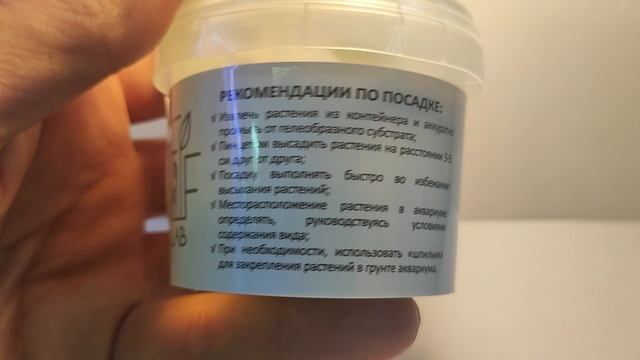 РЕКОМЕНДАЦИИ ПО ПОСАДКЕ:
√ Извлечь растения из контейнера и аккуратно
промыть от гелеобразного субстрата;
√ Пинцетом высадить растения на расстоянии 3-5
см друг от друга;
√ Посадку выполнять быстро во избежание
высыхания растений;
√ Месторасположение растения в аквариуме
определять, руководствуясь условиями
содержания вида;
√ При необходимости, использовать «шпильки»
для закрепления растений в грунте аквариума.
LAB